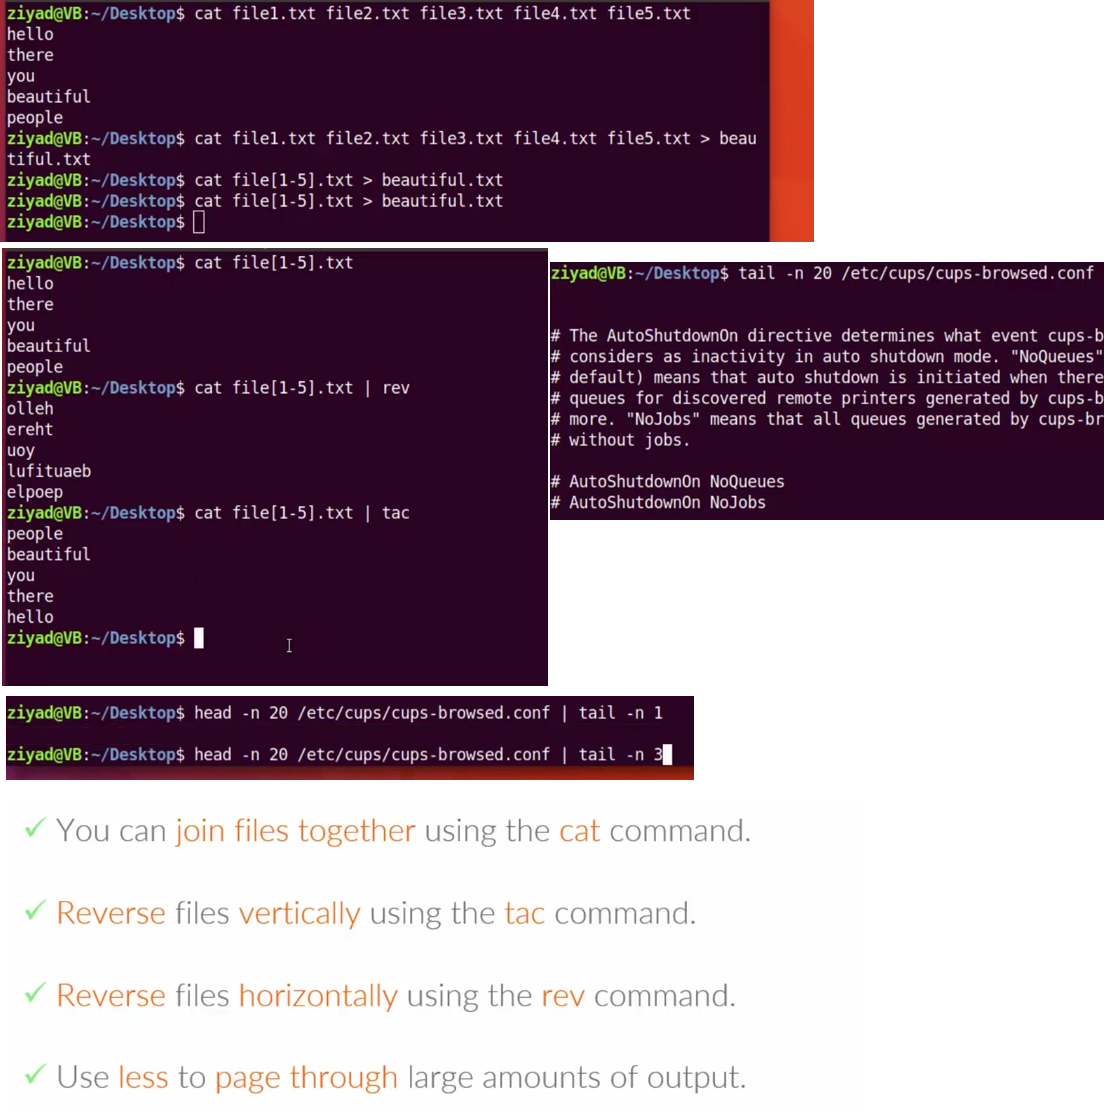 ziyad@VB:~/Desktop$ cat file1.txt file2.txt file3.txt file4.txt file5.txt
hello
there
you
beautiful
people
ziyad@VB:~/Desktop$ cat file1.txt file2.txt file3.txt file4.txt file5.txt > beau
tiful.txt
ziyad@VB:~/Desktop$ cat file[1-5].txt > beautiful.txt
ziyad@VB:~/Desktop$ cat file[1-5].txt > beautiful.txt
ziyad@VB:~/Desktop$
ziyad@VB:~/Desktop$ cat file[1-5].txt
hello
there
you
beautiful
people
ziyad@VB:~/Desktop$ cat file[1-5].txt | rev
olleh
ereht
uoy
lufituaeb
elpoep
ziyad@VB:~/Desktop$ cat file[1-5].txt | tac
people
beautiful
you
there
hello
ziyad@VB:~/Desktop$
ziyad@VB:~/Desktop$ tail -n 20 /etc/cups/cups-browsed.conf
# The AutoShutdownOn directive determines what event cups-b
# considers as inactivity in auto shutdown mode. "NoQueues"
# default) means that auto shutdown is initiated when there
# queues for discovered remote printers generated by cups-b
# more. "NoJobs" means that all queues generated by cups-br
# without jobs.
# AutoShutdownOn NoQueues
# AutoShutdownOn NoJobs
ziyad@VB:~/Desktop$ head -n 20 /etc/cups/cups-browsed.conf | tail -n 1
ziyad@VB:~/Desktop$ head -n 20 /etc/cups/cups-browsed.conf | tail -n 3
✓ You can join files together using the cat command.
✓ Reverse files vertically using the tac command.
✓ Reverse files horizontally using the rev command.
✓ Use less to page through large amounts of output.